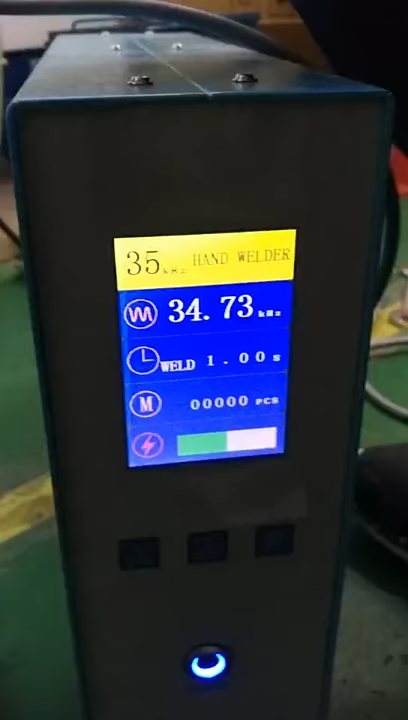 35 kHz HAND WELDER
34.73 kHz
WELD 1.00 s
M 00000 PCS